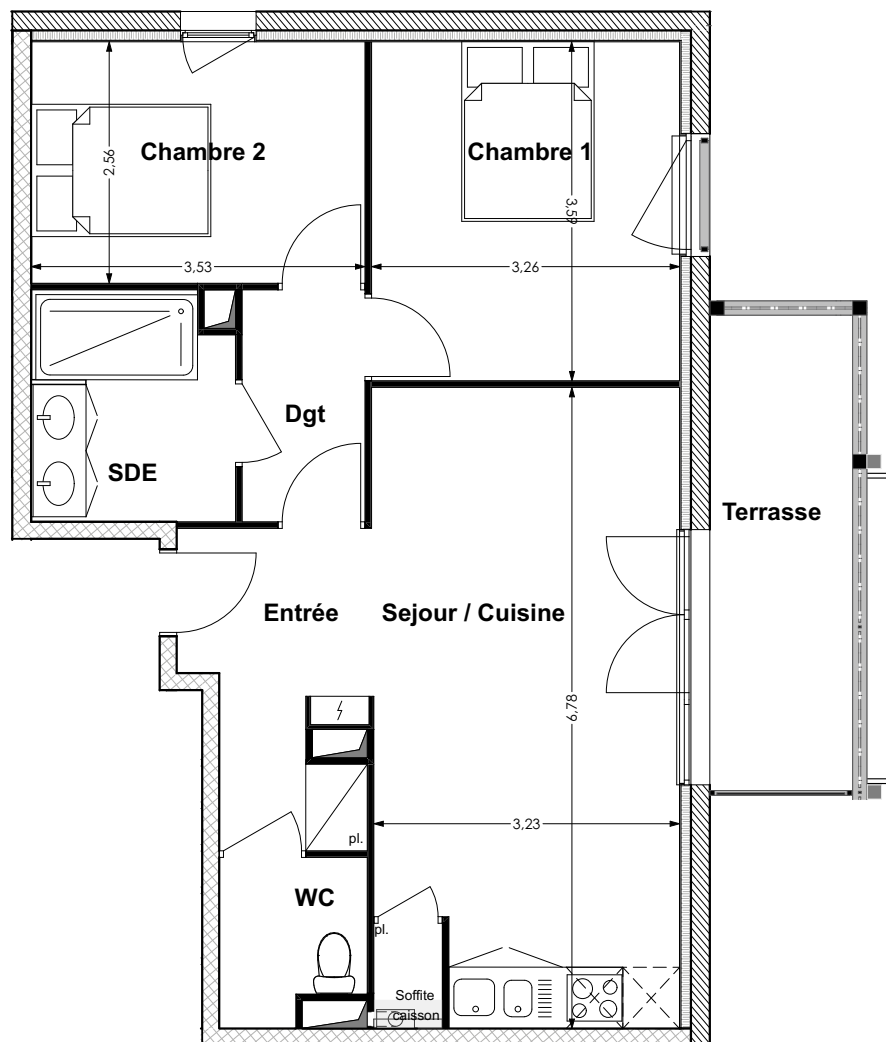 Chambre 2
Chambre 1
2,56
3,59
3,53
3,26
Dgt
SDE
Terrasse
Entrée
Sejour / Cuisine
6,78
3,23
pl.
WC
pl.
Soffite
caisson